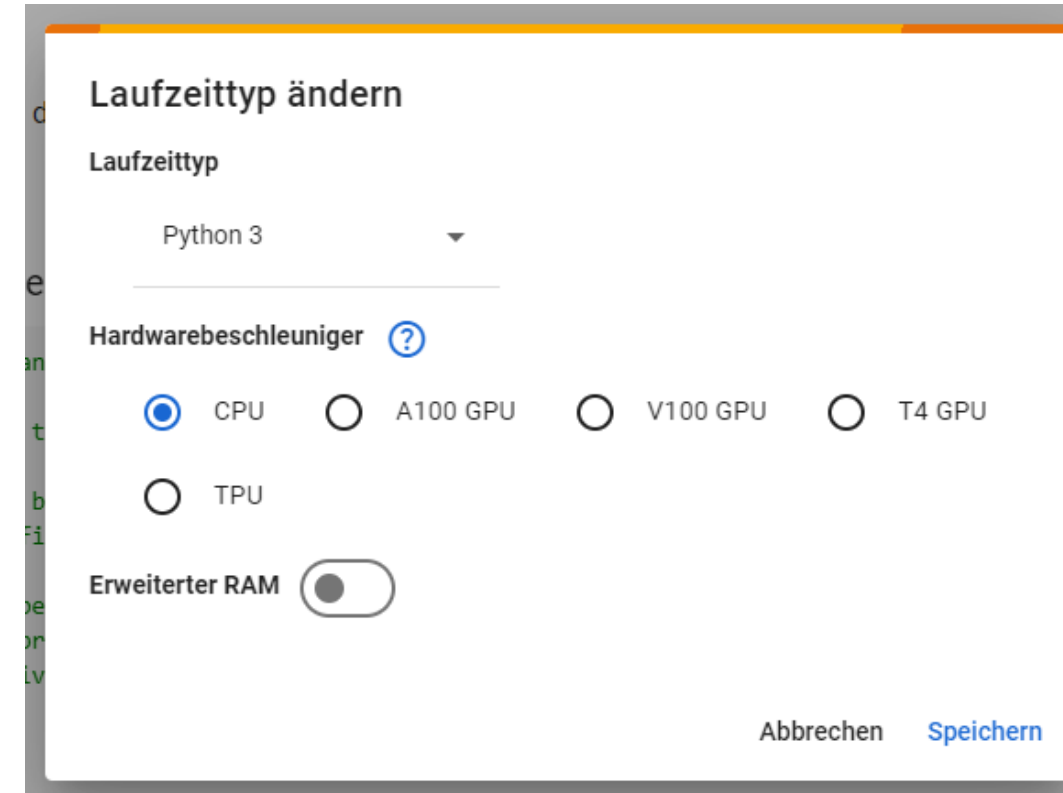 Laufzeittyp ändern
Laufzeittyp
Python 3
Hardwarebeschleuniger ?
CPU A100 GPU V100 GPU T4 GPU
TPU
Erweiterter RAM
Abbrechen Speichern